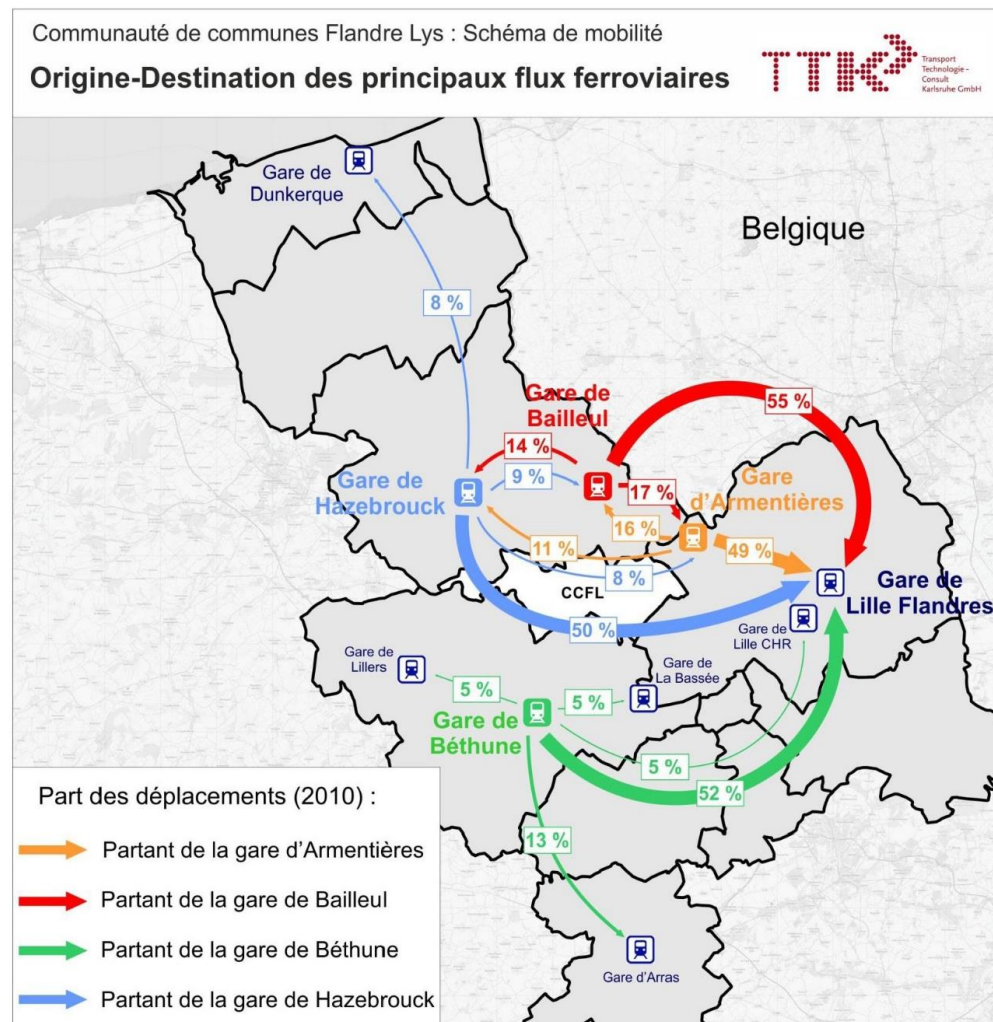 Communauté de communes Flandre Lys : Schéma de mobilité
Origine-Destination des principaux flux ferroviaires
TTK
Transport
Technologie -
Consult
Karlsruhe GmbH
Gare de
Dunkerque
Belgique
8 %
Gare de
Bailleul
55 %
14 %
Gare de
Hazebrouck
9 %
17 %
Gare
d'Armentières
16 %
11 %
49 %
8 %
CCFL
Gare de
Lille Flandres
50 %
Gare de
Lille CHR
Gare de
Lillers
Gare de
La Bassée
5 %
5 %
Gare de
Béthune
5 %
52 %
13 %
Gare d'Arras
Part des déplacements (2010) :
Partant de la gare d'Armentières
Partant de la gare de Bailleul
Partant de la gare de Béthune
Partant de la gare de Hazebrouck